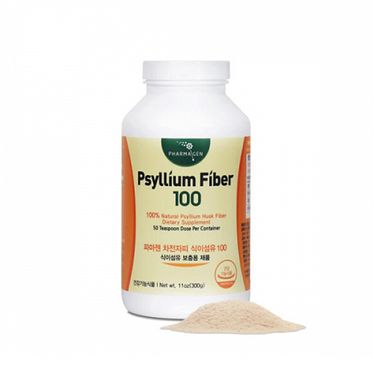 PHARMAGEN
Psyllium Fiber
100
100% Natural Psyllium Husk Fiber
Dietary Supplement
50 Teaspoon Dose Per Container
파마젠 차전자피 식이섬유 100
식이섬유 보충용 제품
건강기능식품 | Net wt. 11oz(300g)